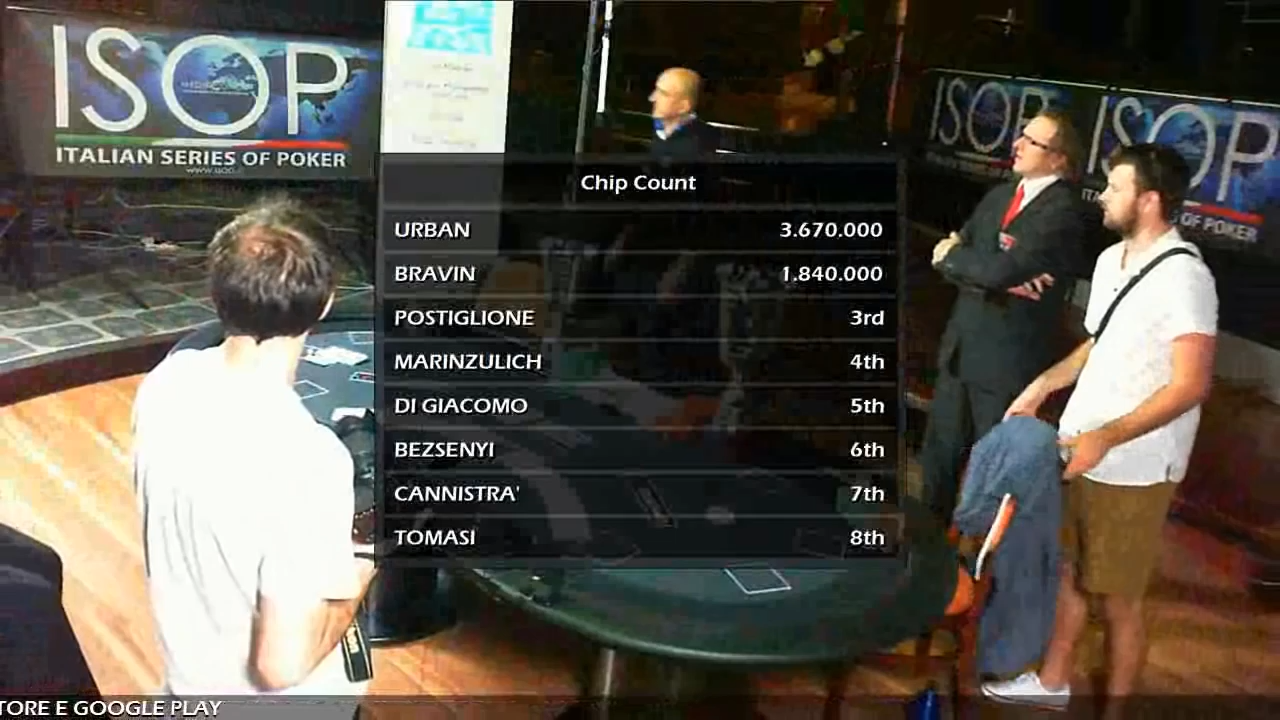 ISOP
ITALIAN SERIES OF POKER
ISOP
ISOP
OF POKER
Chip Count
URBAN 3.670.000
BRAVIN 1.840.000
POSTIGLIONE 3rd
MARINZULICH 4th
DI GIACOMO 5th
BEZSENYI 6th
CANNISTRA' 7th
TOMASI 8th
TORE E GOOGLE PLAY